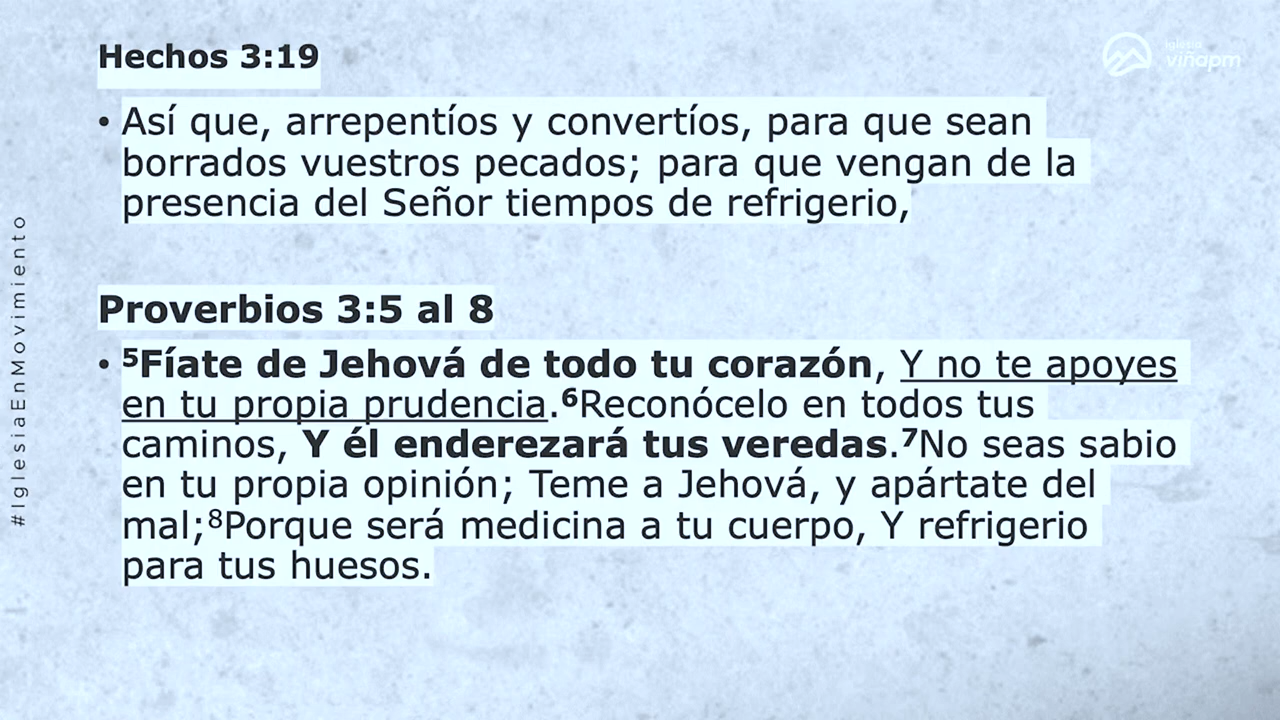 Hechos 3:19
iglesia
viñapm
• Así que, arrepentíos y convertíos, para que sean
borrados vuestros pecados; para que vengan de la
presencia del Señor tiempos de refrigerio,
#IglesiaEnMovimiento
Proverbios 3:5 al 8
• ⁵Fíate de Jehová de todo tu corazón, Y no te apoyes
en tu propia prudencia.⁶Reconócelo en todos tus
caminos, Y él enderezará tus veredas.⁷No seas sabio
en tu propia opinión; Teme a Jehová, y apártate del
mal;⁸Porque será medicina a tu cuerpo, Y refrigerio
para tus huesos.